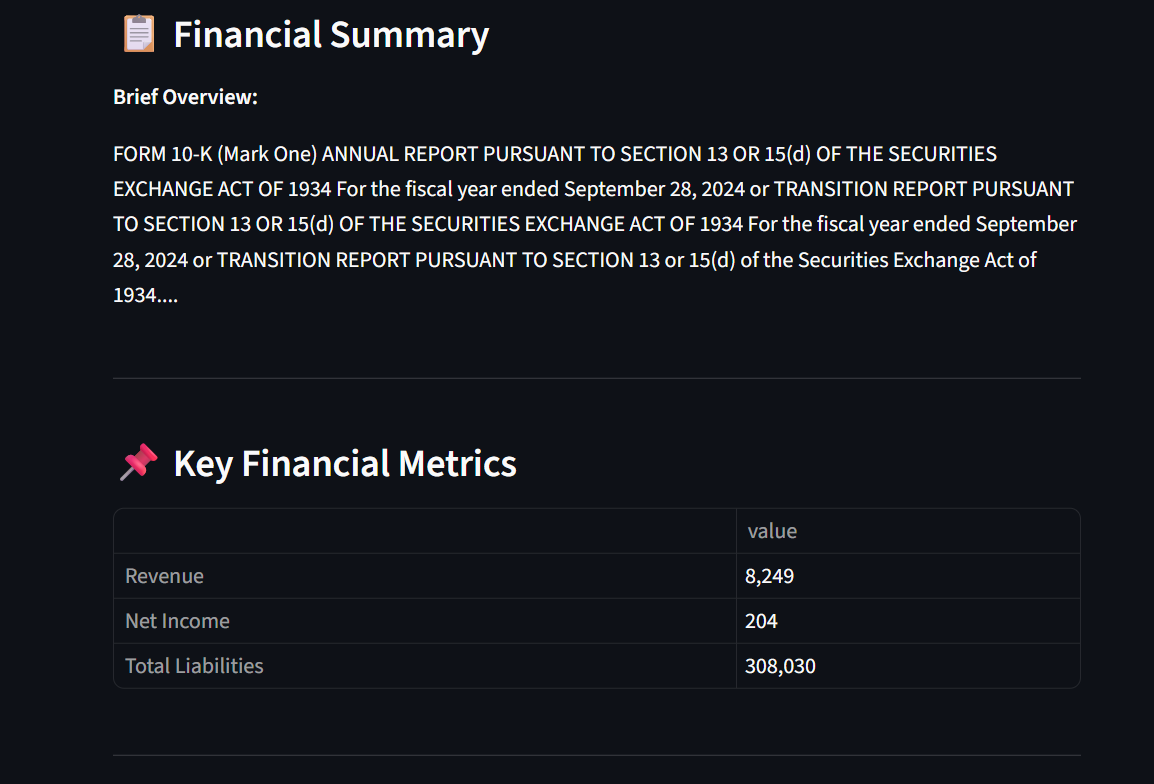 Financial Summary
Brief Overview:
FORM 10-K (Mark One) ANNUAL REPORT PURSUANT TO SECTION 13 OR 15(d) OF THE SECURITIES
EXCHANGE ACT OF 1934 For the fiscal year ended September 28, 2024 or TRANSITION REPORT PURSUANT
TO SECTION 13 OR 15(d) OF THE SECURITIES EXCHANGE ACT OF 1934 For the fiscal year ended September
28, 2024 or TRANSITION REPORT PURSUANT TO SECTION 13 or 15(d) of the Securities Exchange Act of
1934....
Key Financial Metrics
value
Revenue 8,249
Net Income 204
Total Liabilities 308,030